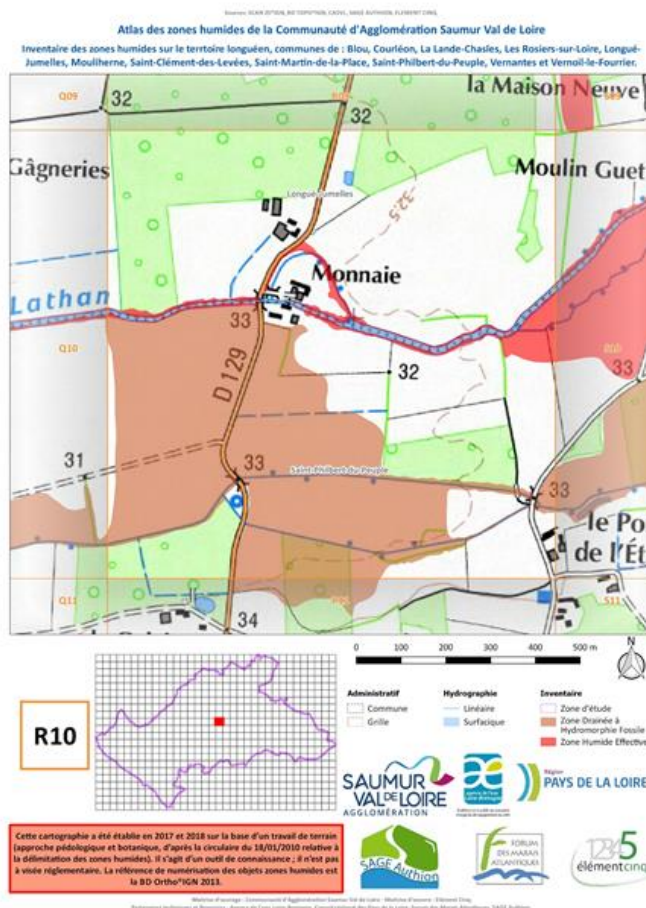 Atlas des zones humides de la Communauté d'Agglomération Saumur Val de Loire
Inventaire des zones humides sur le territoire longuéen, communes de : Blou, Courléon, La Lande-Chasles, Les Rosiers-sur-Loire, Longué-
Jumelles, Mouliherne, Saint-Clément-des-Levées, Saint-Martin-de-la-Place, Saint-Philbert-du-Peuple, Vernantes et Vernoil-le-Fourrier.
Q09
32
32
la Maison Neuve
Gâgneries
Moulin Guet
Longué-Jumelles
32.5
Monnaie
Lathan
33
Q10
D 129
32
33
31
33
Saint-Philbert-du-Peuple
33
le Po
de l'Ét
Q11
S11
34
0 100 200 300 400 500 m
N
R10
Administratif
Commune
Grille
Hydrographie
Linéaire
Surfacique
Inventaire
Zone d'étude
Zone Drainée à
Hydromorphie Fossile
Zone Humide Effective
SAUMUR
VAL DE LOIRE
AGGLOMÉRATION
Région
PAYS DE LA LOIRE
Cette cartographie a été établie en 2017 et 2018 sur la base d'un travail de terrain
(approche pédologique et botanique, d'après la circulaire du 18/01/2010 relative à
la délimitation des zones humides). Il s'agit d'un outil de connaissance ; il n'est pas
à visée réglementaire. La référence de numérisation des objets zones humides est
la BD Ortho®IGN 2013.
SAGE Authion
FORUM
DES MARAIS
ATLANTIQUES
12345
élémentcinq